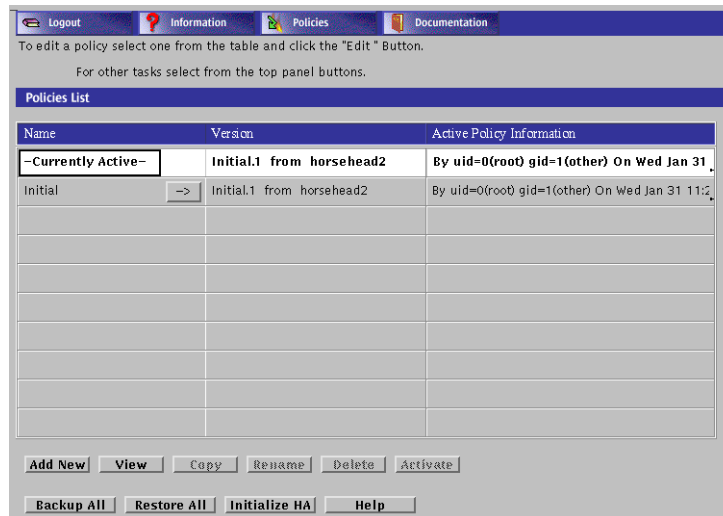 Logout Information Policies Documentation
To edit a policy select one from the table and click the "Edit " Button.
For other tasks select from the top panel buttons.
Policies List
Name Version Active Policy Information
-Currently Active- Initial.1 from horsehead2 By uid=0(root) gid=1(other) On Wed Jan 31
Initial -> Initial.1 from horsehead2 By uid=0(root) gid=1(other) On Wed Jan 31 11:2
Add New View Copy Rename Delete Activate
Backup All Restore All Initialize HA Help